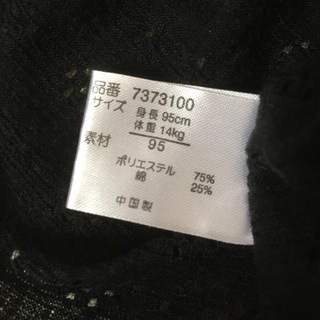 品番 7373100
サイズ 身長 95cm
体重 14kg
95
素材
ポリエステル 75%
綿 25%
中国製